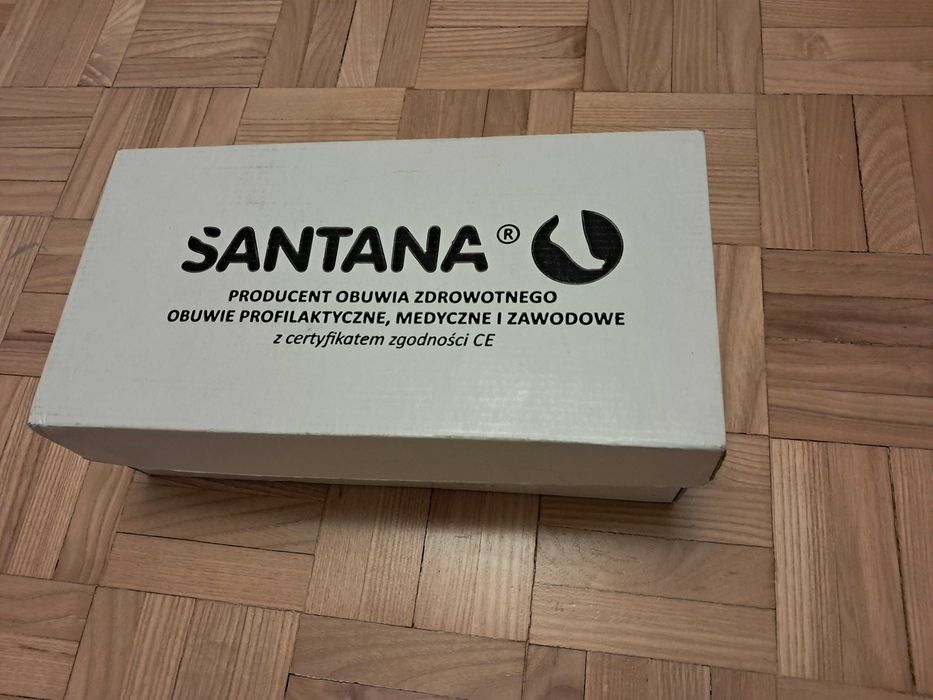 SANTANA ®
PRODUCENT OBUWIA ZDROWOTNEGO
OBUWIE PROFILAKTYCZNE, MEDYCZNE I ZAWODOWE
z certyfikatem zgodności CE